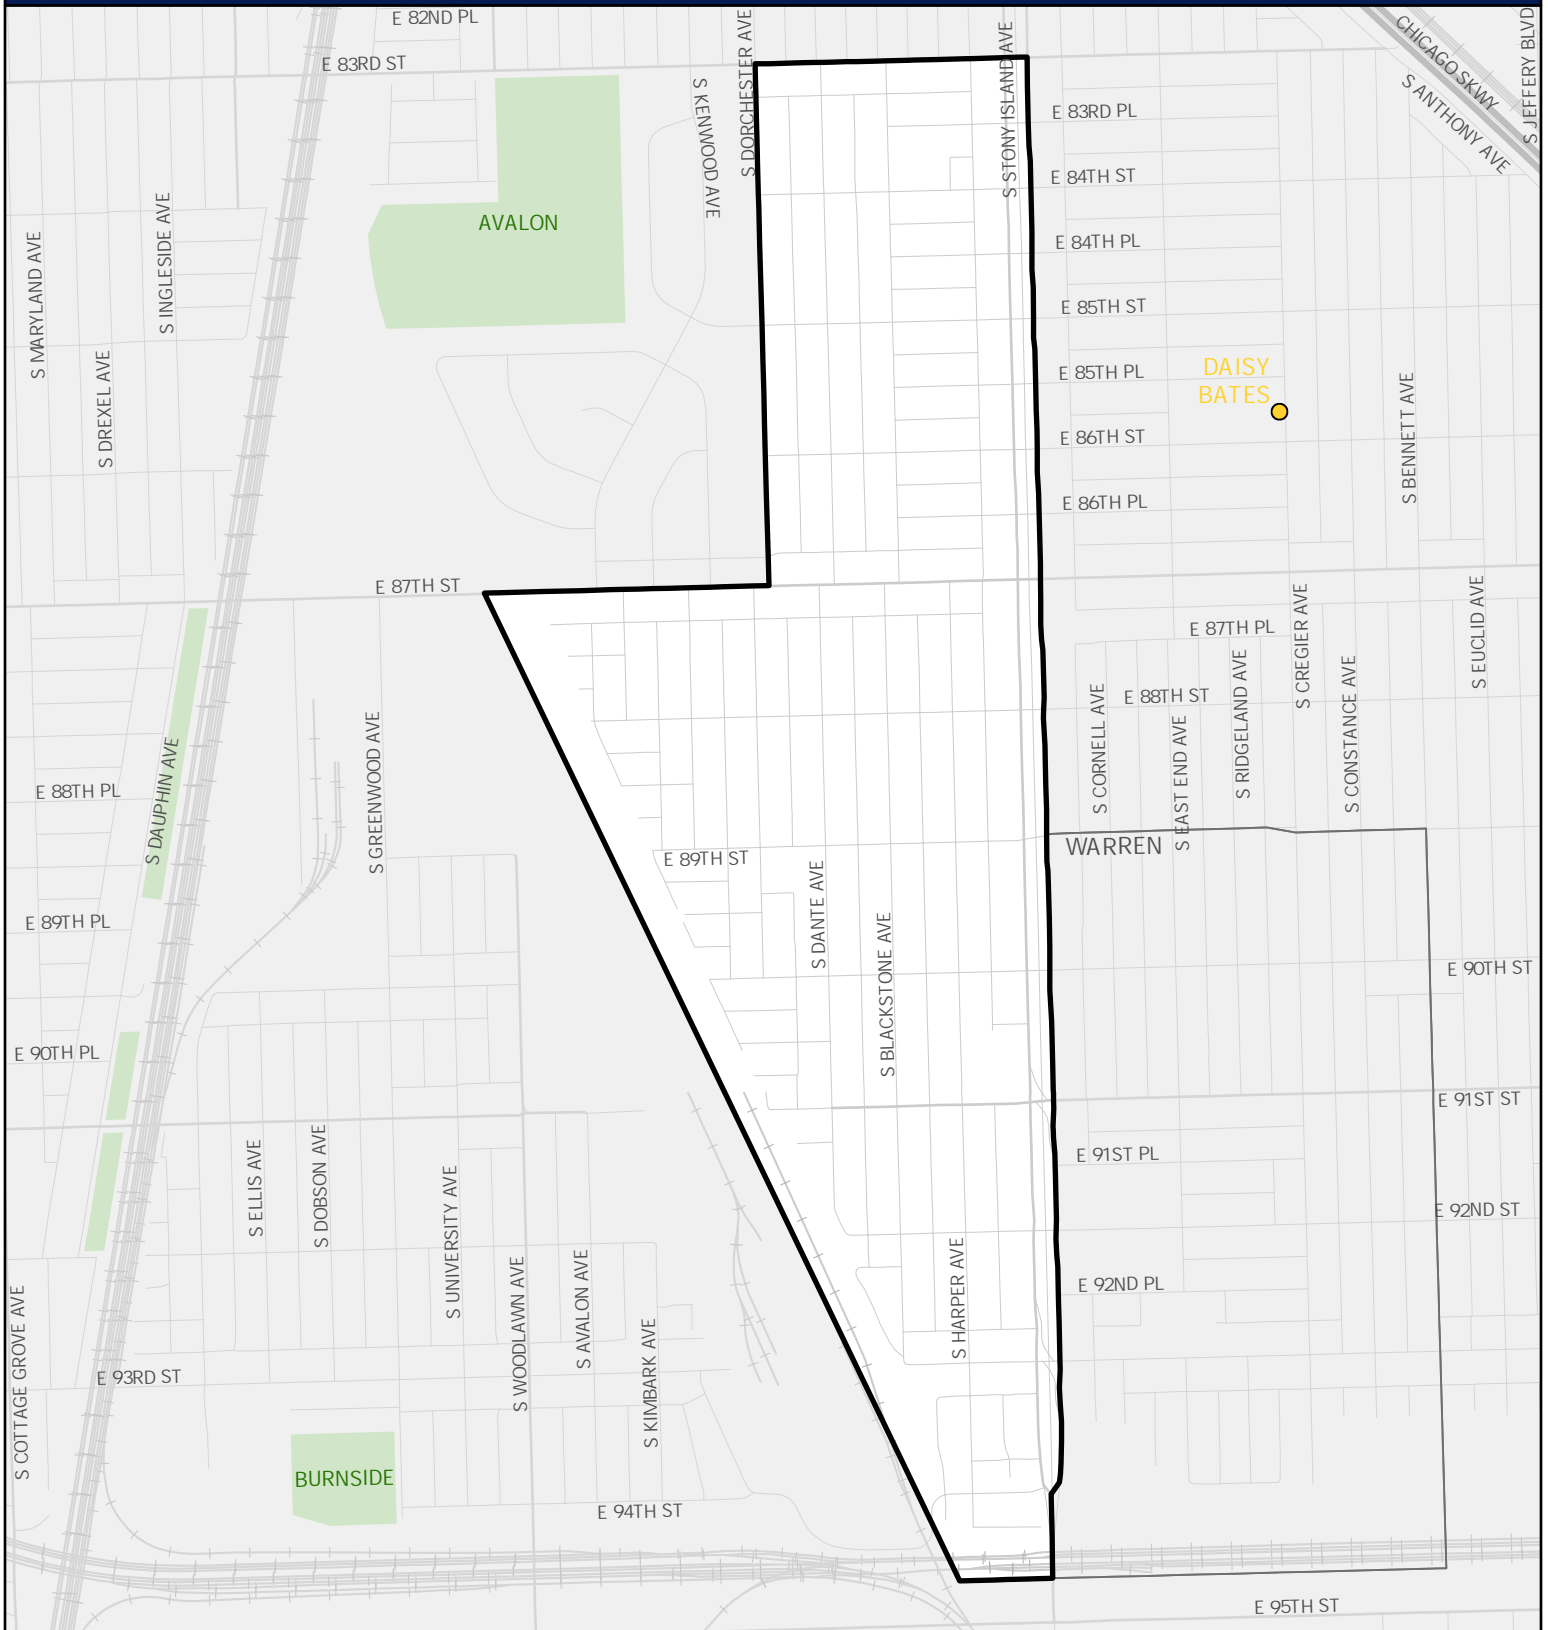 E 82ND PL
E 83RD ST
S DORCHESTER AVE
S KENWOOD AVE
S STONY ISLAND AVE
CHICAGO SKWY
S ANTHONY AVE
S JEFFERY BLVD
E 83RD PL
E 84TH ST
E 84TH PL
E 85TH ST
E 85TH PL
E 86TH ST
E 86TH PL
AVALON
S MARYLAND AVE
S INGLESIDE AVE
S DREXEL AVE
DAISY
BATES
S BENNETT AVE
E 87TH ST
E 87TH PL
E 88TH ST
S CREGIER AVE
S EUCLID AVE
S CORNELL AVE
S EAST END AVE
S RIDGELAND AVE
S CONSTANCE AVE
S DAUPHIN AVE
S GREENWOOD AVE
E 88TH PL
WARREN
E 89TH ST
S DANTE AVE
S BLACKSTONE AVE
E 89TH PL
E 90TH ST
E 90TH PL
E 91ST ST
E 91ST PL
E 92ND ST
E 92ND PL
S ELLIS AVE
S DOBSON AVE
S UNIVERSITY AVE
S WOODLAWN AVE
S AVALON AVE
S KIMBARK AVE
S HARPER AVE
S COTTAGE GROVE AVE
E 93RD ST
BURNSIDE
E 94TH ST
E 95TH ST